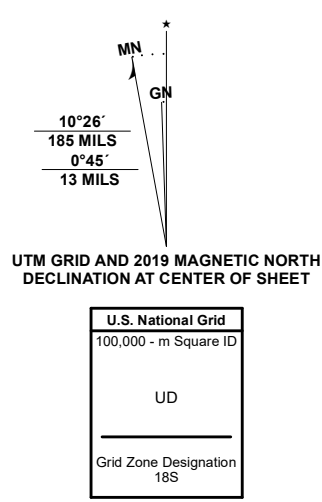 MN
GN
10°26´
185 MILS
0°45´
13 MILS
UTM GRID AND 2019 MAGNETIC NORTH
DECLINATION AT CENTER OF SHEET
U.S. National Grid
100,000 - m Square ID
UD
Grid Zone Designation
18S